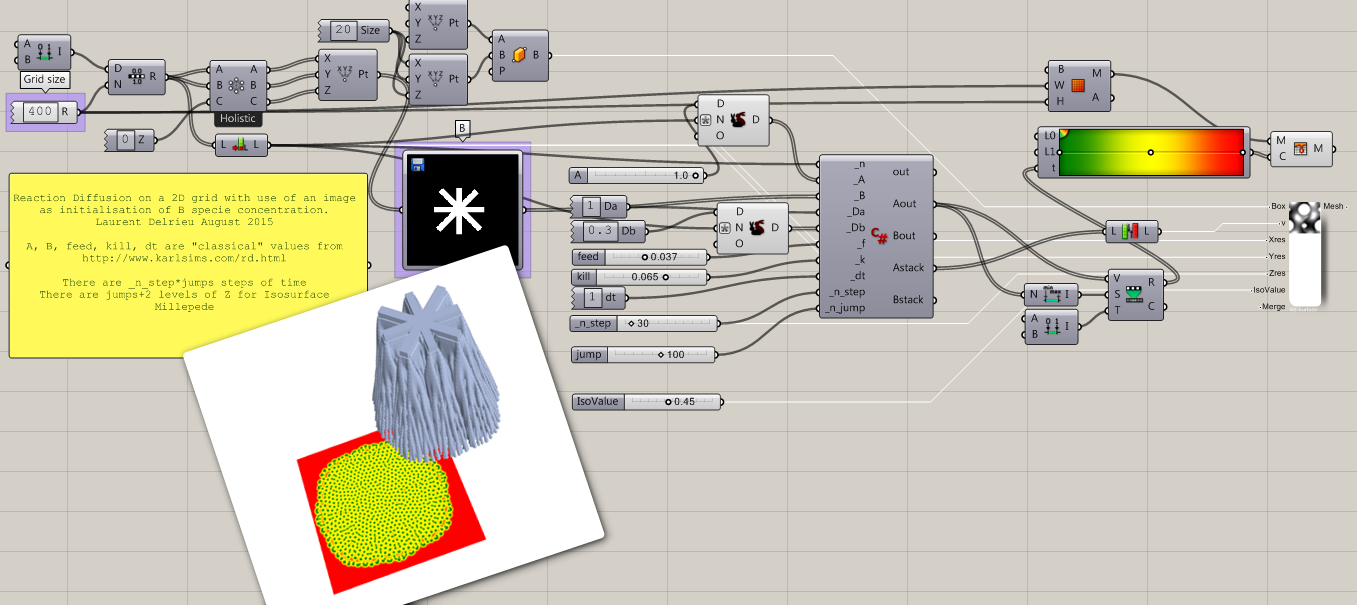 X
Y Pt
Z
20 Size
A
B B
P
A
B I
Grid size
D
N R
A A
B B
C C
Holistic
X
Y Pt
Z
X
Y Pt
Z
400 R
0 Z
L L
B
Reaction Diffusion on a 2D grid with use of an image
as initialisation of B specie concentration.
Laurent Delrieu August 2015
A, B, feed, kill, dt are "classical" values from
http://www.karlsims.com/rd.html
There are _n_step*jumps steps of time
There are jumps+2 levels of Z for Isosurface
Millepede
D
N D
O
A 1.0
1 Da
0.3 Db
D
N D
O
feed 0.037
kill 0.065
1 dt
_n_step 30
jump 100
IsoValue 0.45
_n out
_A
_B Aout
_Da
_Db Bout
_f
_k Astack
_dt
_n_step Bstack
_n_jump
C#
B M
W
H A
L0
L1
t
M M
C
L L
N min max I
A
B 0 1 I
V R
S
T C
Box Mesh
v
Xres
Yres
Zres
IsoValue
Merge